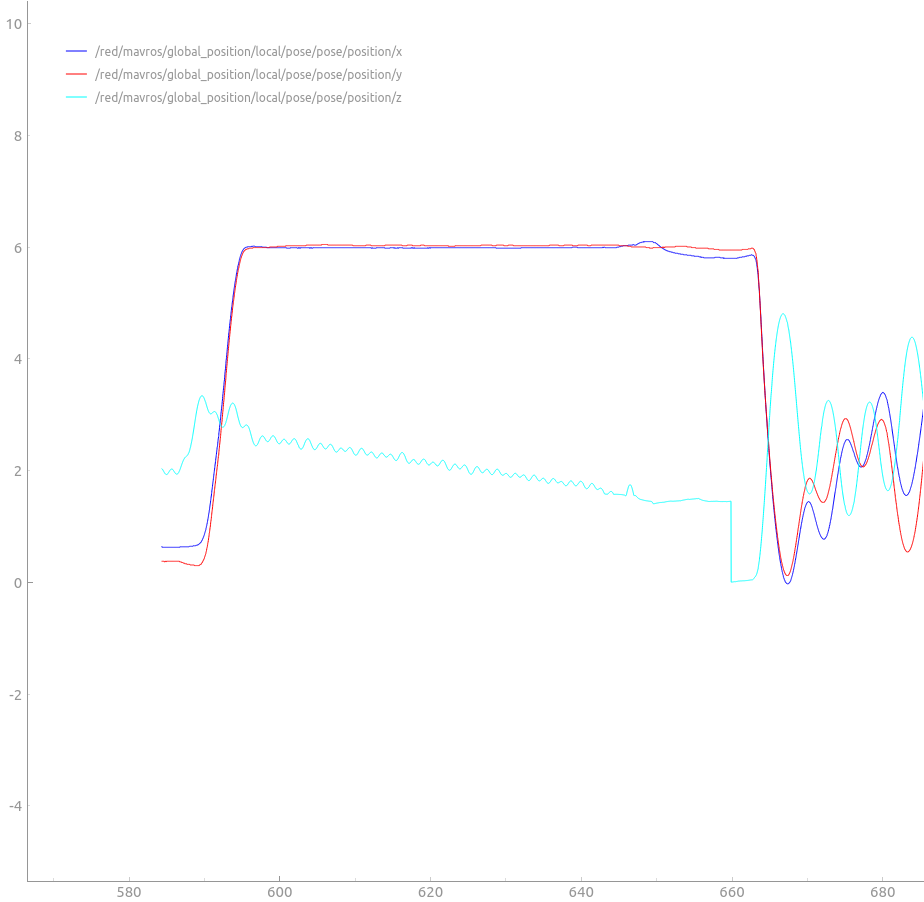 10
/red/mavros/global_position/local/pose/pose/position/x
/red/mavros/global_position/local/pose/pose/position/y
/red/mavros/global_position/local/pose/pose/position/z
8
6
4
2
0
-2
-4
580 600 620 640 660 680